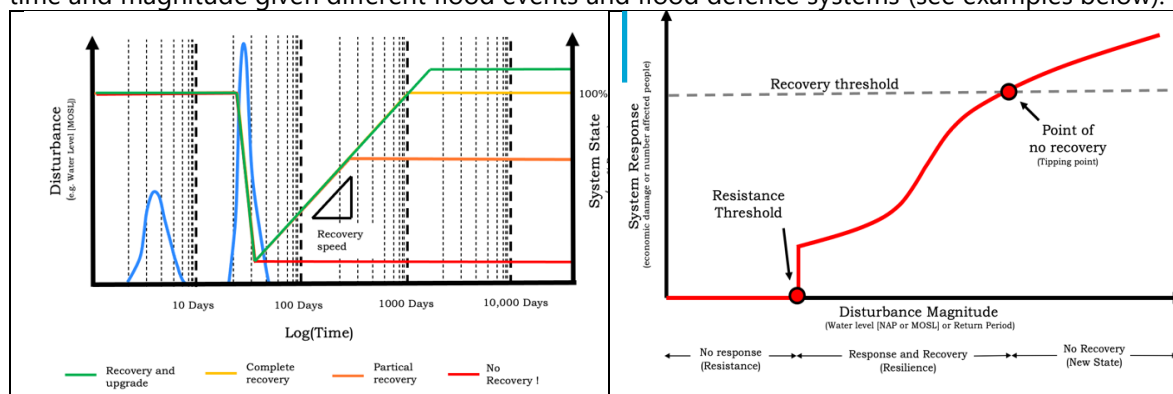 time and magnitude given different flood events and flood defence systems (see examples below).
Disturbance
(e.g. Water Level [MOSL])
100%
System State
Recovery
speed
10 Days
100 Days
1000 Days
10,000 Days
Log(Time)
Recovery and
upgrade
Complete
recovery
Partical
recovery
No
Recovery !
System Response
(economic damage or number affected people)
Recovery threshold
Point of
no recovery
(Tipping point)
Resistance
Threshold
Disturbance Magnitude
(Water level [NAP or MOSL] or Return Period)
No response
(Resistance)
Response and Recovery
(Resilience)
No Recovery
(New State)